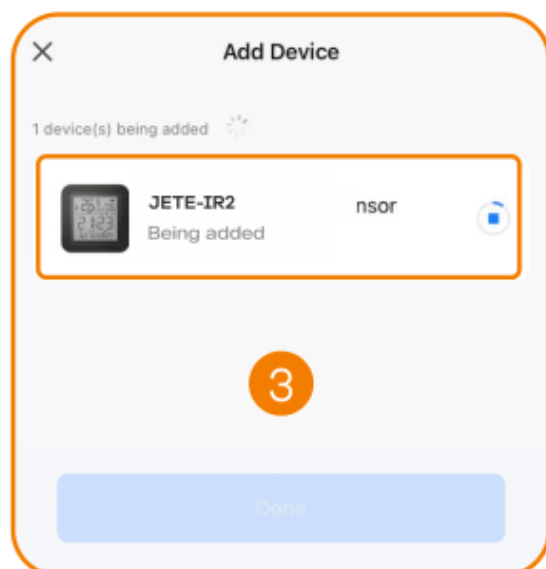 Add Device
1 device(s) being added
JETE-IR2 nsor
Being added
3
Done